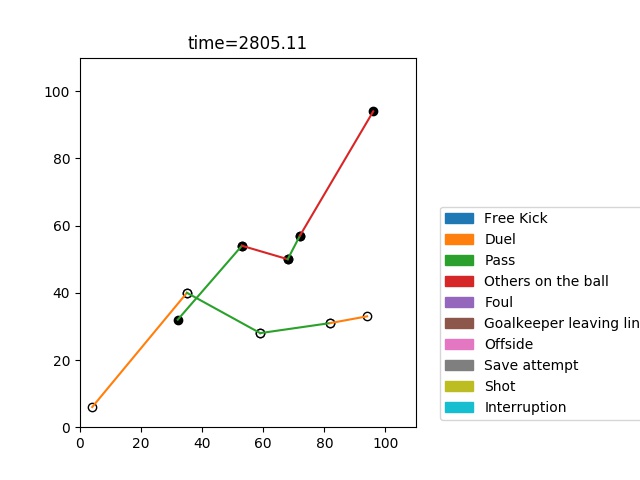 time=2805.11
100
80
60
40
20
0
0 20 40 60 80 100
Free Kick
Duel
Pass
Others on the ball
Foul
Goalkeeper leaving lin
Offside
Save attempt
Shot
Interruption